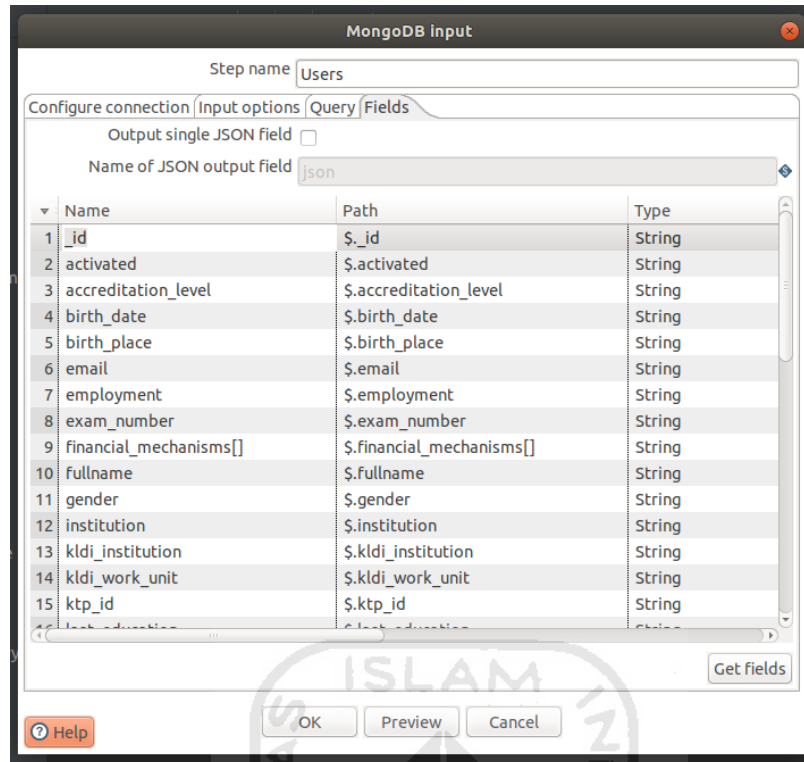 MongoDB input
Step name Users
Configure connection Input options Query Fields
Output single JSON field
Name of JSON output field json
Name Path Type
1 _id $._id String
2 activated $.activated String
3 accreditation_level $.accreditation_level String
4 birth_date $.birth_date String
5 birth_place $.birth_place String
6 email $.email String
7 employment $.employment String
8 exam_number $.exam_number String
9 financial_mechanisms[] $.financial_mechanisms[] String
10 fullname $.fullname String
11 gender $.gender String
12 institution $.institution String
13 kldi_institution $.kldi_institution String
14 kldi_work_unit $.kldi_work_unit String
15 ktp_id $.ktp_id String
16 last_education $.last_education String
Get fields
ISLAM
Help OK Preview Cancel